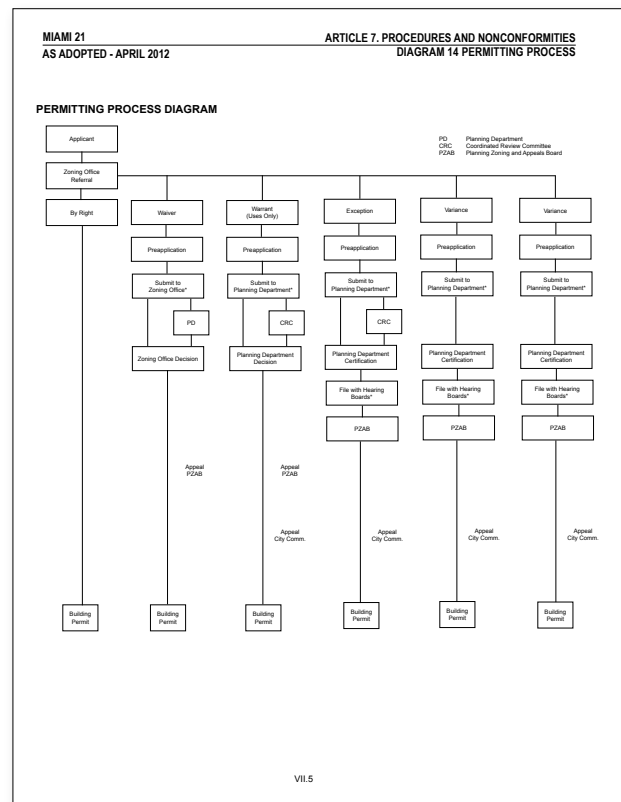 MIAMI 21
AS ADOPTED - APRIL 2012
ARTICLE 7. PROCEDURES AND NONCONFORMITIES
DIAGRAM 14 PERMITTING PROCESS
PERMITTING PROCESS DIAGRAM
PD Planning Department
CRC Coordinated Review Committee
PZAB Planning Zoning and Appeals Board
Applicant
Zoning Office
Referral
By Right
Building
Permit
Waiver
Preapplication
Submit to
Zoning Office*
PD
Zoning Office Decision
Appeal
PZAB
Building
Permit
Warrant
(Uses Only)
Preapplication
Submit to
Planning Department*
CRC
Planning Department
Decision
Appeal
PZAB
Appeal
City Comm.
Building
Permit
Exception
Preapplication
Submit to
Planning Department*
CRC
Planning Department
Certification
File with Hearing
Boards*
PZAB
Appeal
City Comm.
Building
Permit
Variance
Preapplication
Submit to
Planning Department*
Planning Department
Certification
File with Hearing
Boards*
PZAB
Appeal
City Comm.
Building
Permit
Variance
Preapplication
Submit to
Planning Department*
Planning Department
Certification
File with Hearing
Boards*
PZAB
Appeal
City Comm.
Building
Permit
VII.5